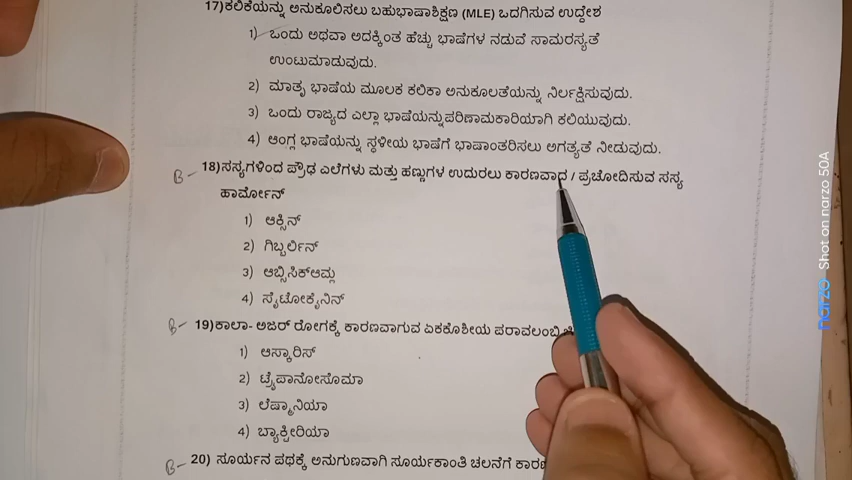 17)ಕಲಿಕೆಯನ್ನು ಅನುಕೂಲಿಸಲು ಬಹುಭಾಷಾಶಿಕ್ಷಣ (MLE) ಒದಗಿಸುವ ಉದ್ದೇಶ
1) ಒಂದು ಅಥವಾ ಅದಕ್ಕಿಂತ ಹೆಚ್ಚು ಭಾಷೆಗಳ ನಡುವೆ ಸಾಮರಸ್ಯತೆ
ಉಂಟುಮಾಡುವುದು.
2) ಮಾತೃ ಭಾಷೆಯ ಮೂಲಕ ಕಲಿಕಾ ಅನುಕೂಲತೆಯನ್ನು ನಿರ್ಲಕ್ಷಿಸುವುದು.
3) ಒಂದು ರಾಜ್ಯದ ಎಲ್ಲಾ ಭಾಷೆಯನ್ನುಪರಿಣಾಮಕಾರಿಯಾಗಿ ಕಲಿಯುವುದು.
4) ಆಂಗ್ಲ ಭಾಷೆಯನ್ನು ಸ್ಥಳೀಯ ಭಾಷೆಗೆ ಭಾಷಾಂತರಿಸಲು ಅಗತ್ಯತೆ ನೀಡುವುದು.
B- 18)ಸಸ್ಯಗಳಿಂದ ಪ್ರೌಢ ಎಲೆಗಳು ಮತ್ತು ಹಣ್ಣುಗಳ ಉದುರಲು ಕಾರಣವಾದ / ಪ್ರಚೋದಿಸುವ ಸಸ್ಯ
ಹಾರ್ಮೋನ್
1) ಆಕ್ಸಿನ್
2) ಗಿಬ್ಬರ್ಲಿನ್
3) ಆಬ್ಸಿಸಿಕ್‌ಆಮ್ಲ
4) ಸೈಟೋಕೈನಿನ್
B- 19)ಕಾಲಾ- ಅಜರ್ ರೋಗಕ್ಕೆ ಕಾರಣವಾಗುವ ಏಕಕೋಶೀಯ ಪರಾವಲಂಬಿ
1) ಆಸ್ಕಾರಿಸ್
2) ಟ್ರೈಪಾನೋಸೊಮಾ
3) ಲೆಷ್ಮಾನಿಯಾ
4) ಬ್ಯಾಕ್ಟೀರಿಯಾ
B- 20) ಸೂರ್ಯನ ಪಥಕ್ಕೆ ಅನುಗುಣವಾಗಿ ಸೂರ್ಯಕಾಂತಿ ಚಲನೆಗೆ
narzo Shot on narzo 50A